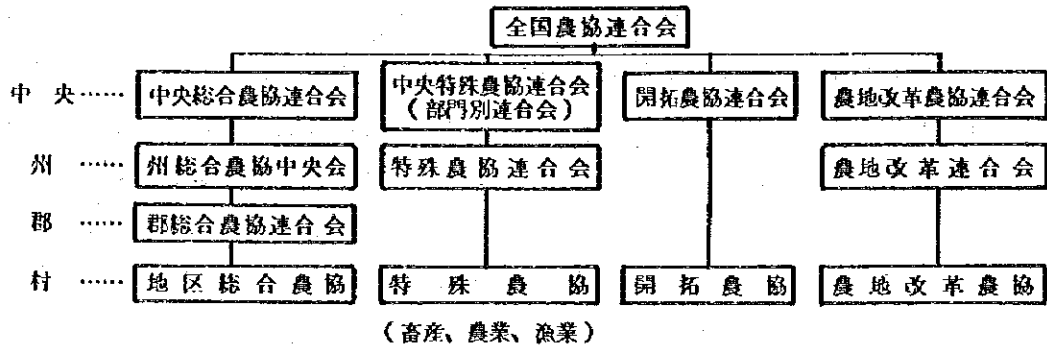 全国農協連合会
中央…… 中央総合農協連合会 中央特殊農協連合会 開拓農協連合会 農地改革農協連合会
(部門別連合会)
州…… 州総合農協中央会 特殊農協連合会 農地改革連合会
郡…… 郡総合農協連合会
村…… 地区総合農協 特殊農協 開拓農協 農地改革農協
(畜産、農業、漁業)